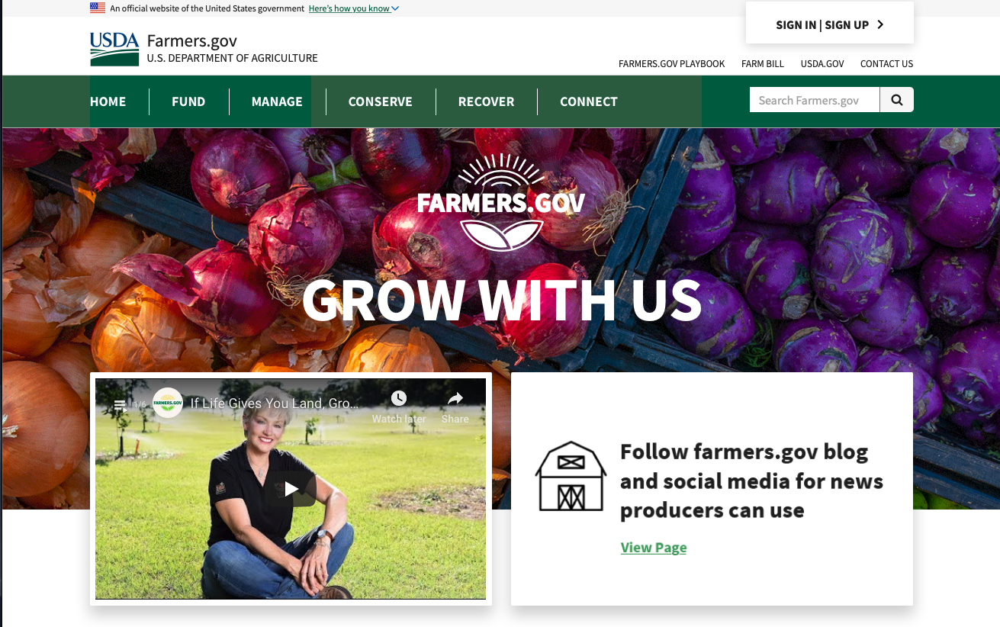 An official website of the United States government Here's how you know
SIGN IN | SIGN UP
USDA
Farmers.gov
U.S. DEPARTMENT OF AGRICULTURE
FARMERS.GOV PLAYBOOK FARM BILL USDA.GOV CONTACT US
HOME FUND MANAGE CONSERVE RECOVER CONNECT
Search Farmers.gov
FARMERS.GOV
GROW WITH US
1/6 FARMERS.GOV If Life Gives You Land, Gro...
Watch later Share
Follow farmers.gov blog
and social media for news
producers can use
View Page